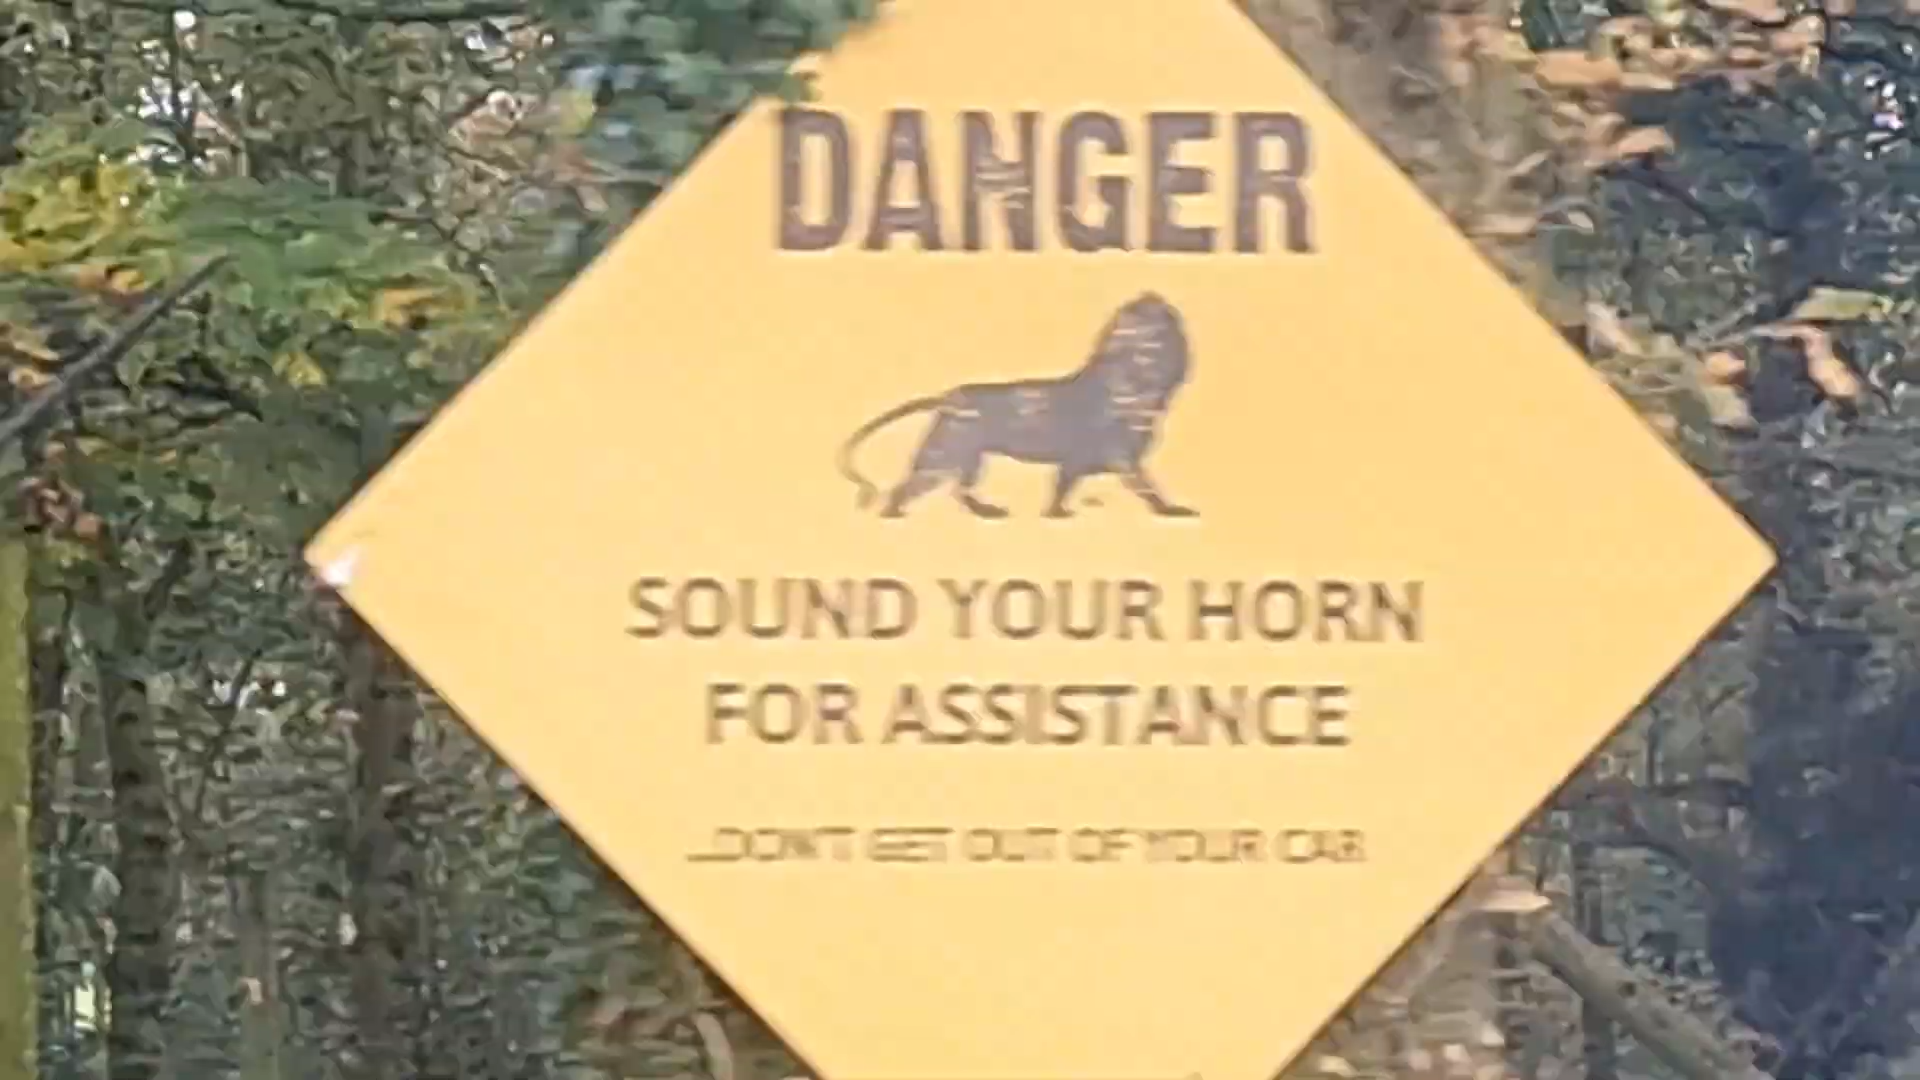 DANGER
SOUND YOUR HORN
FOR ASSISTANCE
...DON'T GET OUT OF YOUR CAR